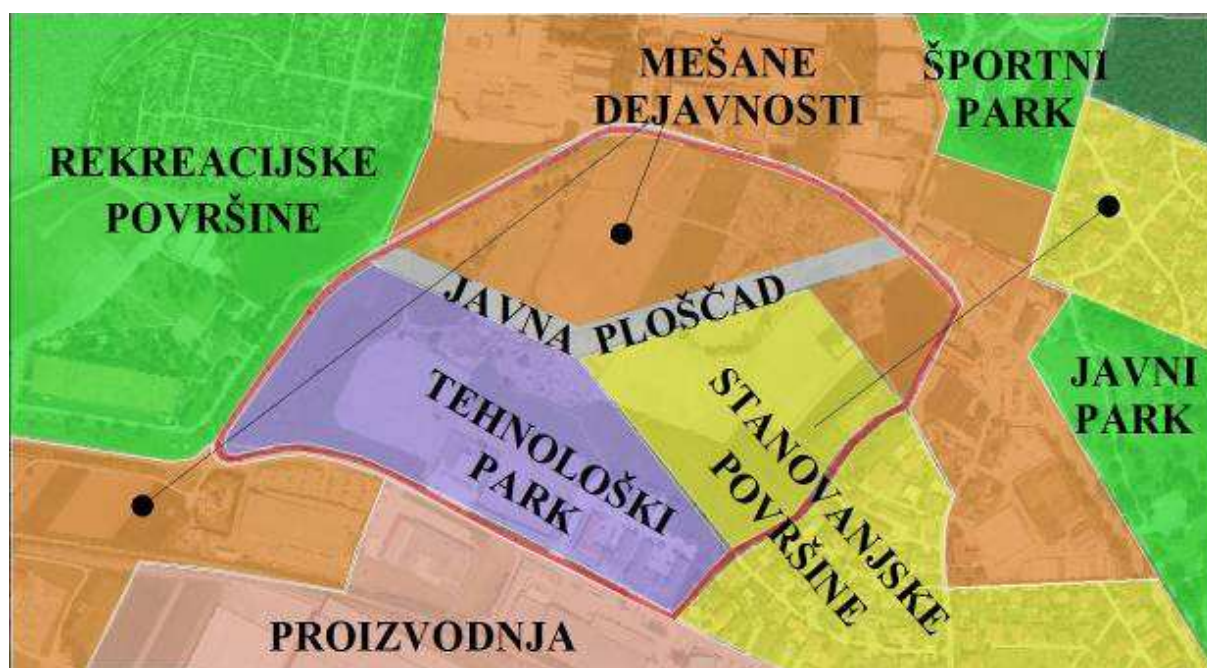 MEŠANE
DEJAVNOSTI
ŠPORTNI
PARK
REKREACIJSKE
POVRŠINE
JAVNA PLOŠČAD
JAVNI
PARK
TEHNOLOŠKI
PARK
STANOVANJSKE
POVRŠINE
PROIZVODNJA